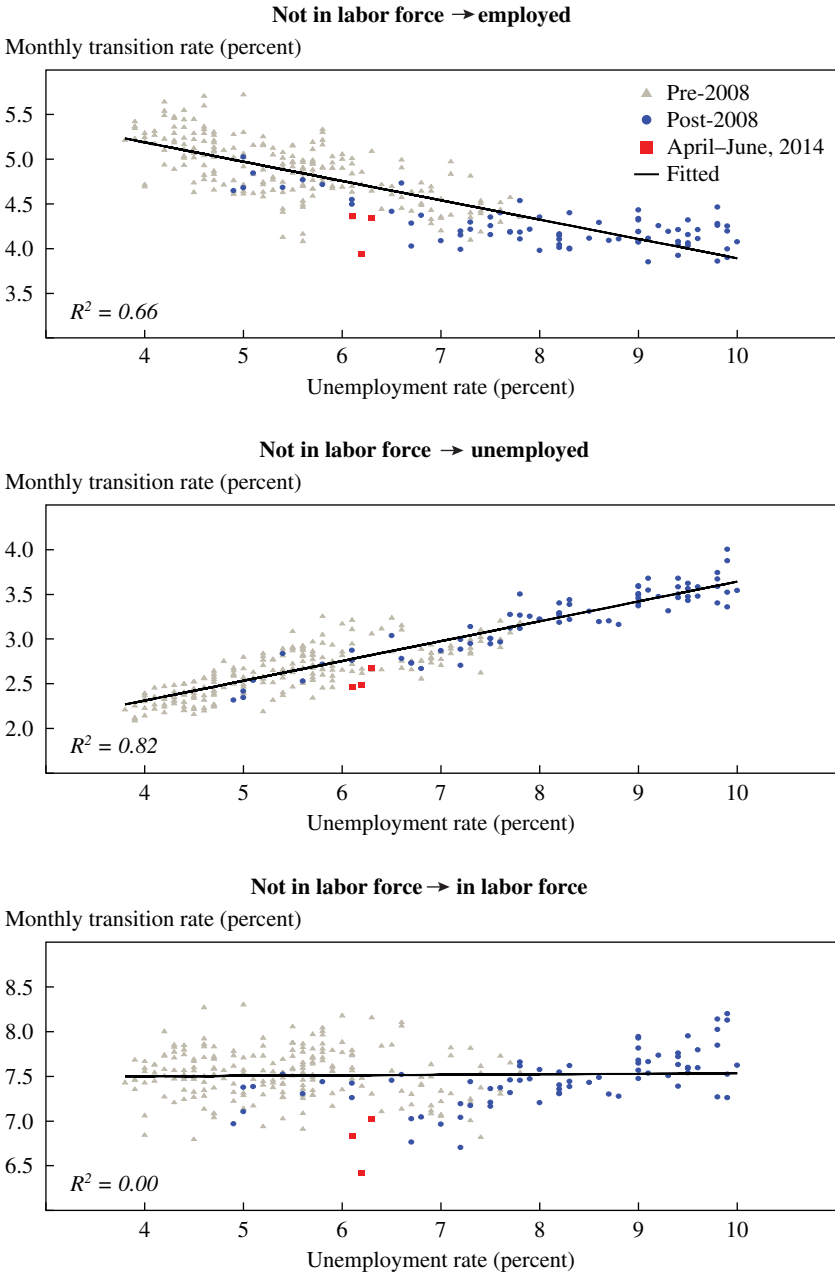 Not in labor force → employed
Monthly transition rate (percent)
5.5
5.0
4.5
4.0
3.5
Pre-2008
Post-2008
April–June, 2014
Fitted
R² = 0.66
4 5 6 7 8 9 10
Unemployment rate (percent)
Not in labor force → unemployed
Monthly transition rate (percent)
4.0
3.5
3.0
2.5
2.0
R² = 0.82
4 5 6 7 8 9 10
Unemployment rate (percent)
Not in labor force → in labor force
Monthly transition rate (percent)
8.5
8.0
7.5
7.0
6.5
R² = 0.00
4 5 6 7 8 9 10
Unemployment rate (percent)